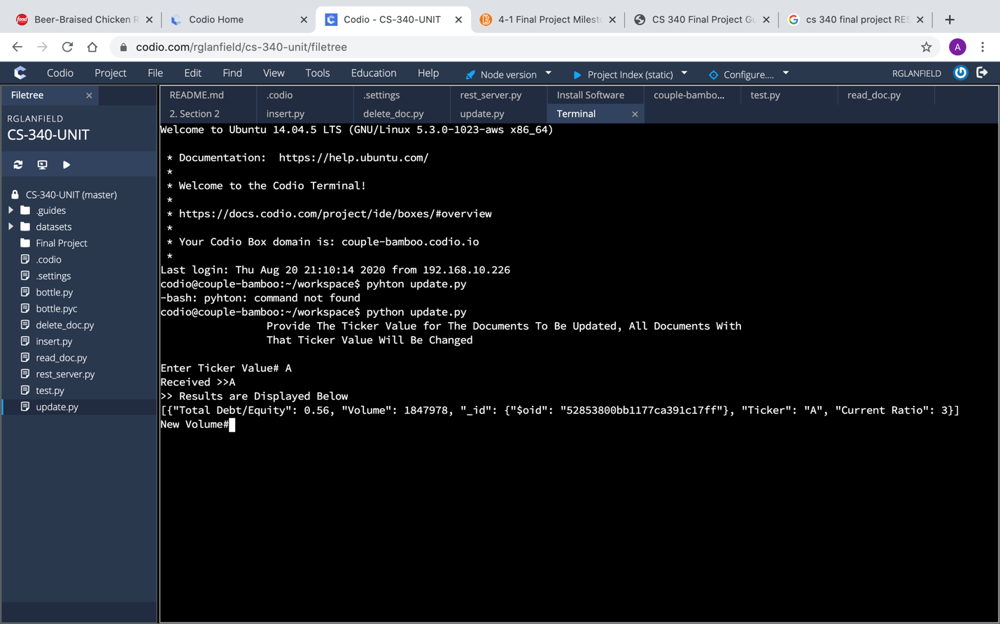 food Beer-Braised Chicken R Codio Home Codio - CS-340-UNIT 4-1 Final Project Milest CS 340 Final Project G cs 340 final project RES
codio.com/rglanfield/cs-340-unit/filetree A
Codio Project File Edit Find View Tools Education Help Node version Project Index (static) Configure.... RGLANFIELD
Filetree
README.md .codio .settings rest_server.py Install Software couple-bambo... test.py read_doc.py
2. Section 2 insert.py delete_doc.py update.py Terminal
RGLANFIELD
CS-340-UNIT
CS-340-UNIT (master)
.guides
datasets
Final Project
.codio
.settings
bottle.py
bottle.pyc
delete_doc.py
insert.py
read_doc.py
rest_server.py
test.py
update.py
Welcome to Ubuntu 14.04.5 LTS (GNU/Linux 5.3.0-1023-aws x86_64)
* Documentation: https://help.ubuntu.com/
*
* Welcome to the Codio Terminal!
*
* https://docs.codio.com/project/ide/boxes/#overview
*
* Your Codio Box domain is: couple-bamboo.codio.io
*
Last login: Thu Aug 20 21:10:14 2020 from 192.168.10.226
codio@couple-bamboo:~/workspace$ pyhton update.py
-bash: pyhton: command not found
codio@couple-bamboo:~/workspace$ python update.py
Provide The Ticker Value for The Documents To Be Updated, All Documents With
That Ticker Value Will Be Changed
Enter Ticker Value# A
Received >>A
>> Results are Displayed Below
[{"Total Debt/Equity": 0.56, "Volume": 1847978, "_id": {"$oid": "52853800bb1177ca391c17ff"}, "Ticker": "A", "Current Ratio": 3}]
New Volume#